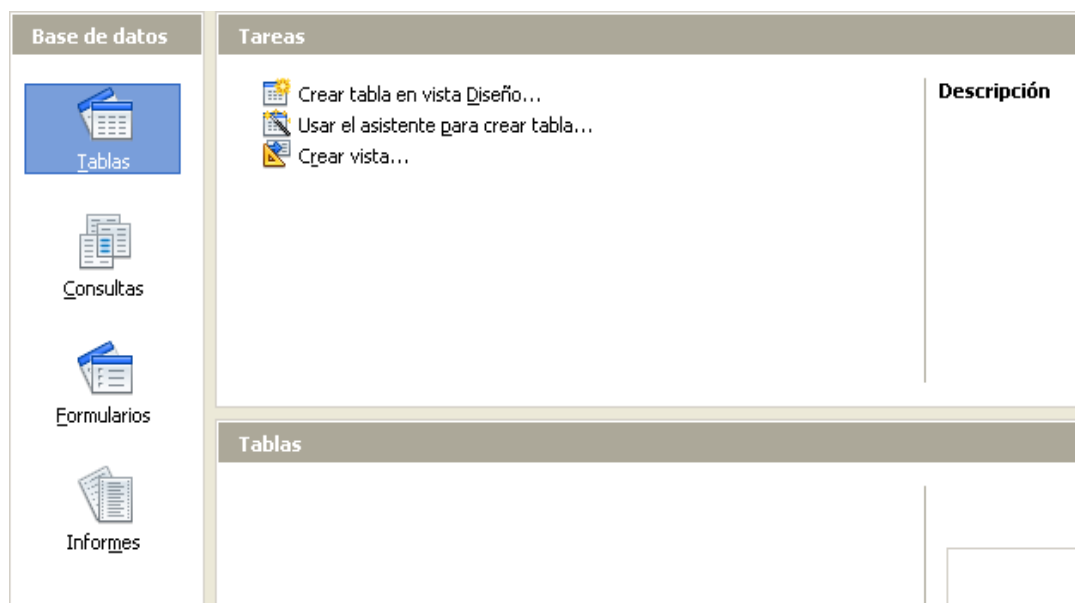 Base de datos
Tablas
Consultas
Formularios
Informes
Tareas
Crear tabla en vista Diseño...
Usar el asistente para crear tabla...
Crear vista...
Descripción
Tablas